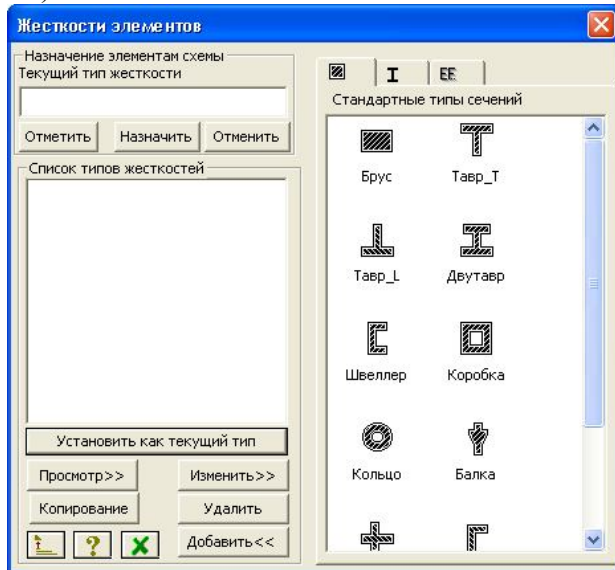 Жесткости элементов
Назначение элементам схемы
Текущий тип жесткости
Отметить Назначить Отменить
Список типов жесткостей
Установить как текущий тип
Просмотр>> Изменить>>
Копирование Удалить
? Добавить<<
I EE
Стандартные типы сечений
Брус Тавр_Т
Тавр_L Двутавр
Швеллер Коробка
Кольцо Балка